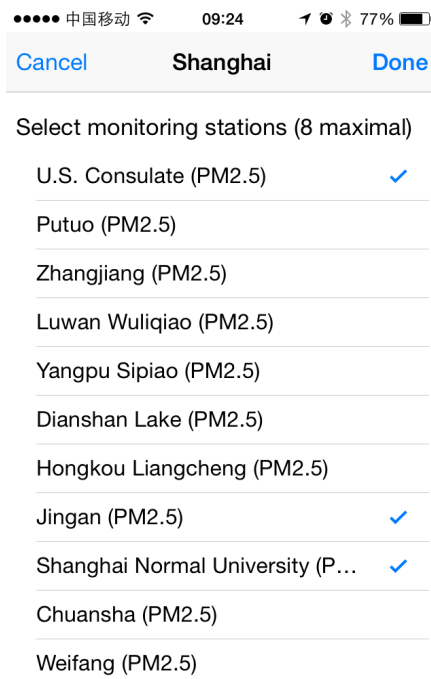 中国移动 09:24 77%
Cancel Shanghai Done
Select monitoring stations (8 maximal)
U.S. Consulate (PM2.5)
Putuo (PM2.5)
Zhangjiang (PM2.5)
Luwan Wuliqiao (PM2.5)
Yangpu Sipiao (PM2.5)
Dianshan Lake (PM2.5)
Hongkou Liangcheng (PM2.5)
Jingan (PM2.5)
Shanghai Normal University (P...
Chuansha (PM2.5)
Weifang (PM2.5)